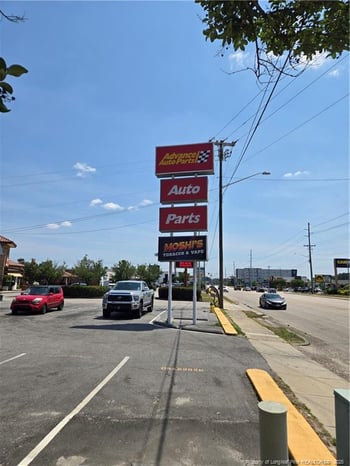 Advance
Auto Parts
Auto
Parts
MOSHI'S
TOBACCO & VAPE